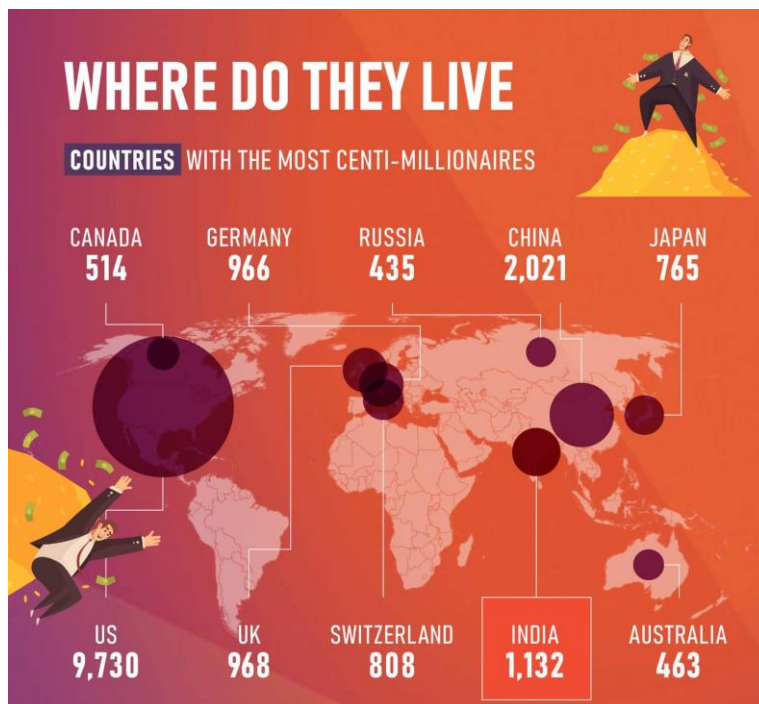 WHERE DO THEY LIVE
COUNTRIES WITH THE MOST CENTI-MILLIONAIRES
CANADA
514
GERMANY
966
RUSSIA
435
CHINA
2,021
JAPAN
765
US
9,730
UK
968
SWITZERLAND
808
INDIA
1,132
AUSTRALIA
463